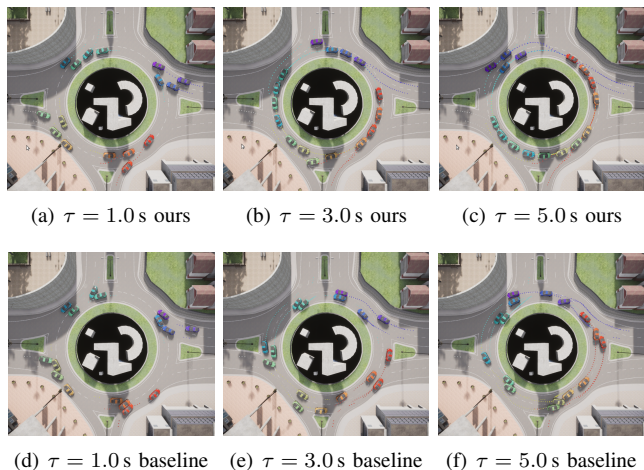 (a) τ = 1.0 s ours
(b) τ = 3.0 s ours
(c) τ = 5.0 s ours
(d) τ = 1.0 s baseline
(e) τ = 3.0 s baseline
(f) τ = 5.0 s baseline